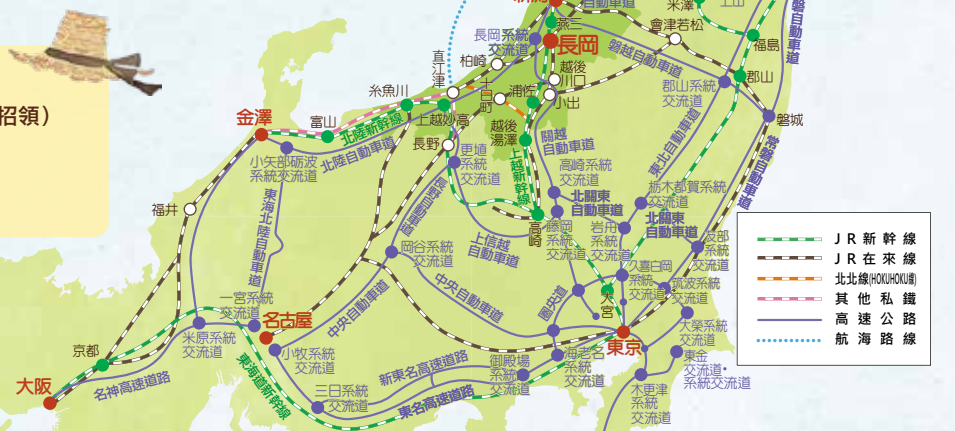 招領）
直江津
柏崎
長岡系統
交流道
燕三
長岡
自動車道
米澤
上山
會津若松
福島
磐越自動車道
郡山
郡山系統
交流道
磐城
常磐自動車道
磐自動車道
東北自動車道
越後
川口
小出
浦佐
十日町
越後
湯澤
上越新幹線
關越
自動車道
糸魚川
上越妙高
長野
更埴
系統
交流道
金澤
富山
北陸新幹線
北陸自動車道
小矢部砺波
系統交流道
東海北陸自動車道
福井
長野自動車道
岡谷系統
交流道
上信越
自動車道
中央自動車道
中央自動車道
高崎系統
交流道
北關東
自動車道
高崎
藤岡
系統
交流道
岩舟
系統
交流道
栃木都賀系統
交流道
北關東
自動車道
友部
系統
交流道
久喜白岡
系統
交流道
筑波系統
交流道
大宮
圈央道
大榮系統
交流道
東金
交流道・
系統交流道
東京
木更津
系統
交流道
海老名
系統
交流道
御殿場
系統
交流道
新東名高速道路
東名高速道路
三日系統
交流道
小牧系統
交流道
名古屋
一宮系統
交流道
米原系統
交流道
東海道新幹線
京都
大阪
名神高速道路
JR新幹線
JR在來線
北北線(HOKUHOKU線)
其他私鐵
高速公路
航海路線